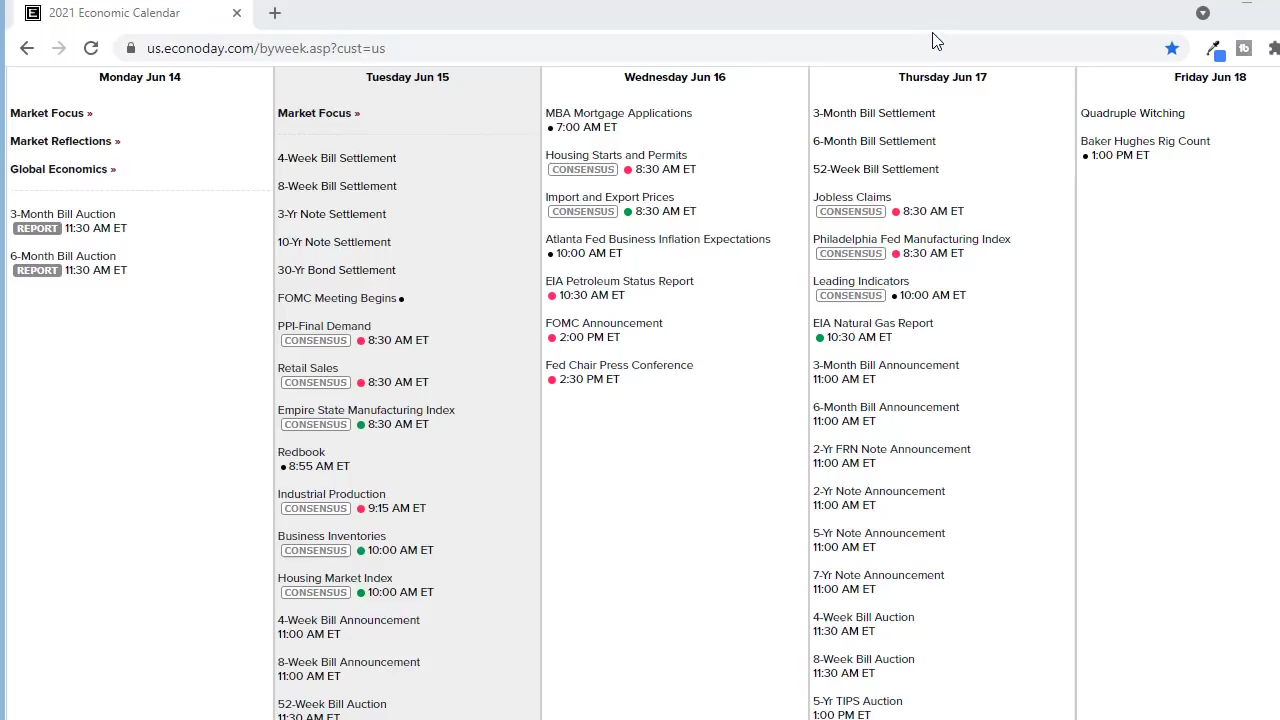 2021 Economic Calendar
us.econoday.com/byweek.asp?cust=us
Monday Jun 14
Market Focus »
Market Reflections »
Global Economics »
3-Month Bill Auction
REPORT 11:30 AM ET
6-Month Bill Auction
REPORT 11:30 AM ET
Tuesday Jun 15
Market Focus »
4-Week Bill Settlement
8-Week Bill Settlement
3-Yr Note Settlement
10-Yr Note Settlement
30-Yr Bond Settlement
FOMC Meeting Begins
PPI-Final Demand
CONSENSUS 8:30 AM ET
Retail Sales
CONSENSUS 8:30 AM ET
Empire State Manufacturing Index
CONSENSUS 8:30 AM ET
Redbook
8:55 AM ET
Industrial Production
CONSENSUS 9:15 AM ET
Business Inventories
CONSENSUS 10:00 AM ET
Housing Market Index
CONSENSUS 10:00 AM ET
4-Week Bill Announcement
11:00 AM ET
8-Week Bill Announcement
11:00 AM ET
52-Week Bill Auction
11:30 AM ET
Wednesday Jun 16
MBA Mortgage Applications
7:00 AM ET
Housing Starts and Permits
CONSENSUS 8:30 AM ET
Import and Export Prices
CONSENSUS 8:30 AM ET
Atlanta Fed Business Inflation Expectations
10:00 AM ET
EIA Petroleum Status Report
10:30 AM ET
FOMC Announcement
2:00 PM ET
Fed Chair Press Conference
2:30 PM ET
Thursday Jun 17
3-Month Bill Settlement
6-Month Bill Settlement
52-Week Bill Settlement
Jobless Claims
CONSENSUS 8:30 AM ET
Philadelphia Fed Manufacturing Index
CONSENSUS 8:30 AM ET
Leading Indicators
CONSENSUS 10:00 AM ET
EIA Natural Gas Report
10:30 AM ET
3-Month Bill Announcement
11:00 AM ET
6-Month Bill Announcement
11:00 AM ET
2-Yr FRN Note Announcement
11:00 AM ET
2-Yr Note Announcement
11:00 AM ET
5-Yr Note Announcement
11:00 AM ET
7-Yr Note Announcement
11:00 AM ET
4-Week Bill Auction
11:30 AM ET
8-Week Bill Auction
11:30 AM ET
5-Yr TIPS Auction
1:00 PM ET
Friday Jun 18
Quadruple Witching
Baker Hughes Rig Count
1:00 PM ET